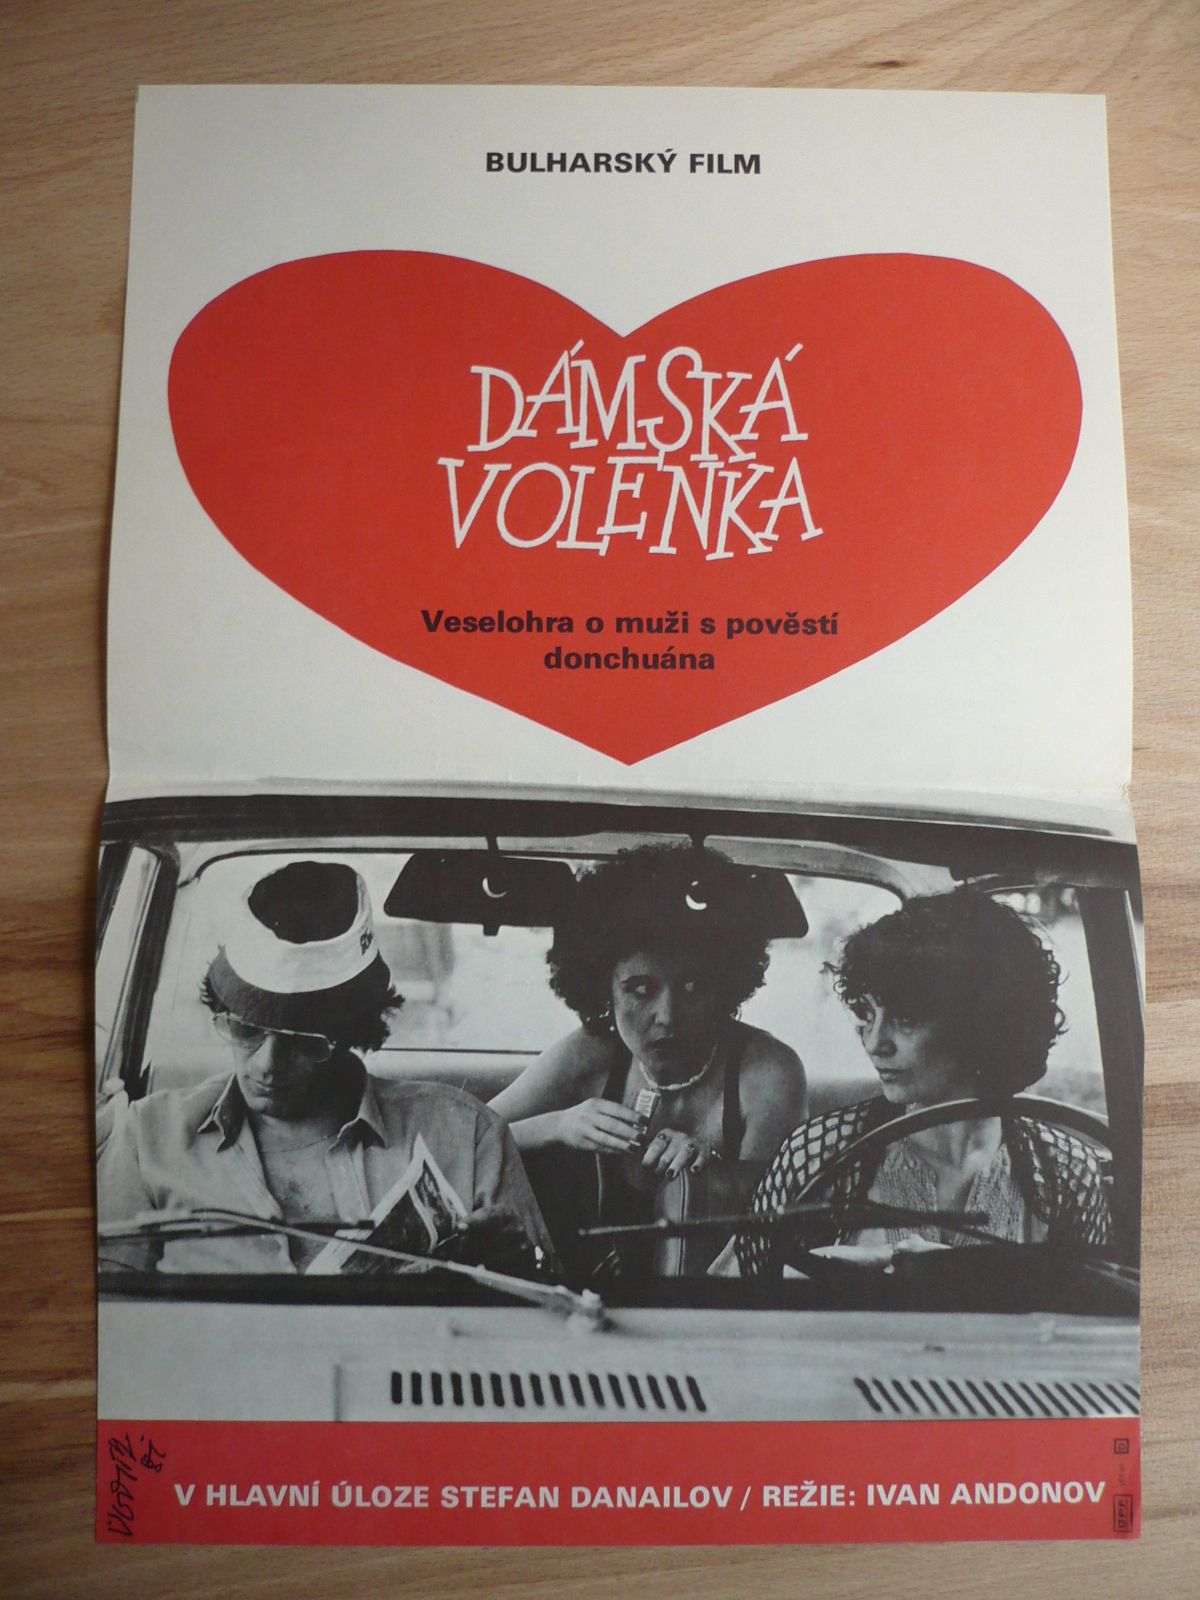 BULHARSKÝ FILM
DÁMSKÁ
VOLENKA
Veselohra o muži s pověstí
donchuána
V HLAVNÍ ÚLOZE STEFAN DANAILOV / REŽIE: IVAN ANDONOV